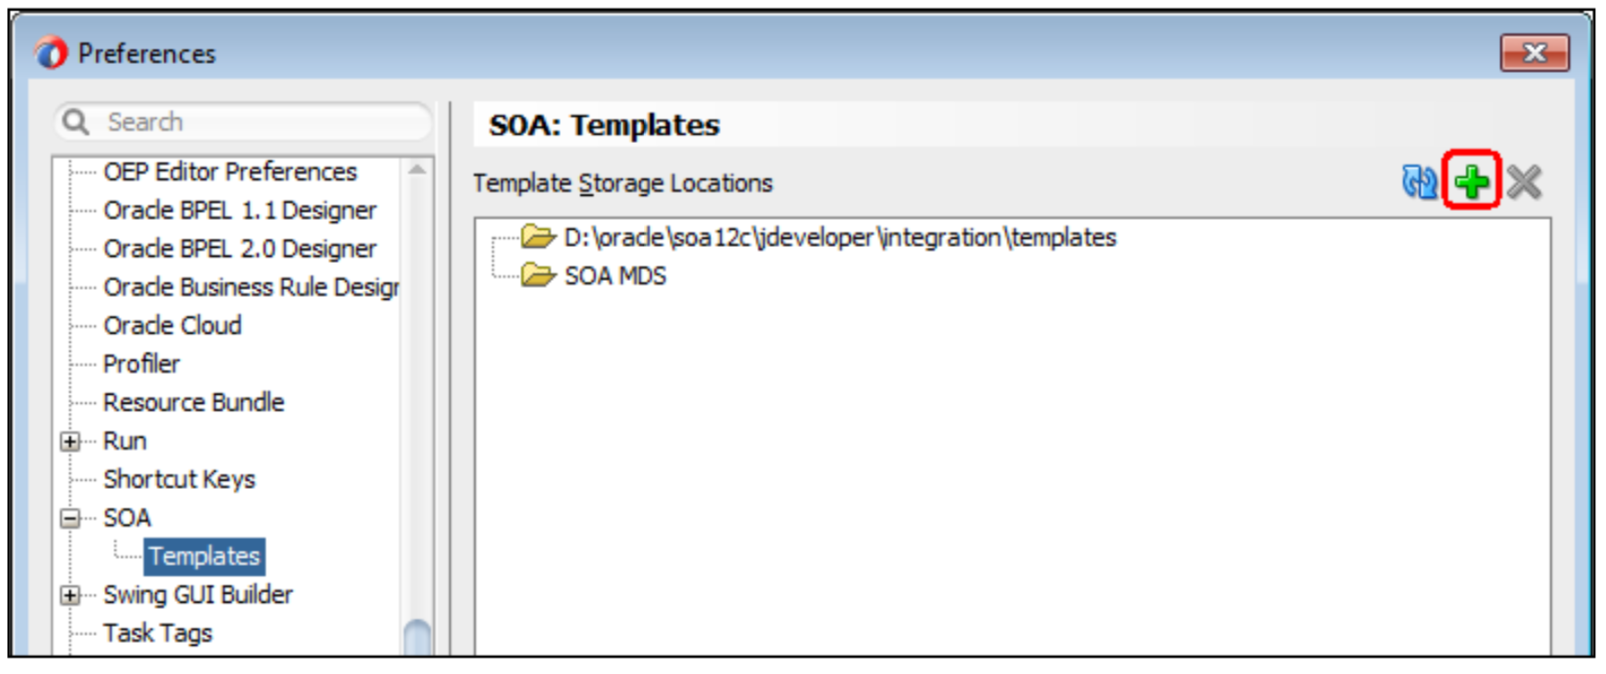 Preferences
Search
OEP Editor Preferences
Oracle BPEL 1.1 Designer
Oracle BPEL 2.0 Designer
Oracle Business Rule Desigr
Oracle Cloud
Profiler
Resource Bundle
Run
Shortcut Keys
SOA
Templates
Swing GUI Builder
Task Tags
SOA: Templates
Template Storage Locations
D:\oracle\soa12c\jdeveloper\integration\templates
SOA MDS